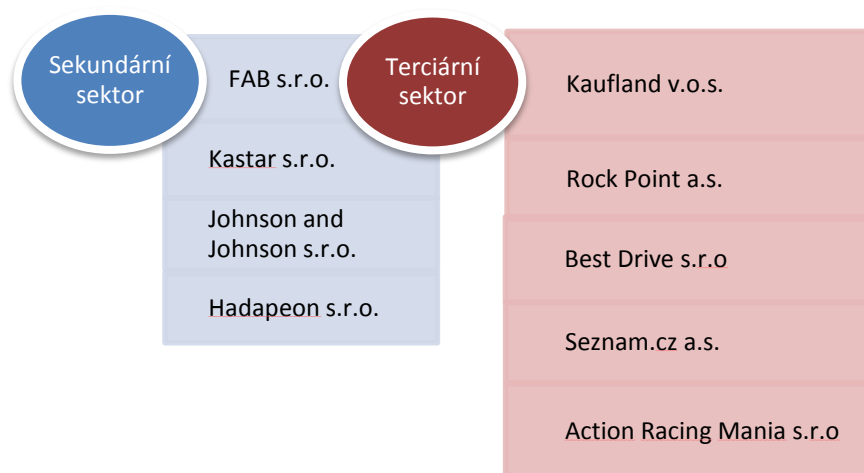 Sekundární
sektor
FAB s.r.o.
Kastar s.r.o.
Johnson and
Johnson s.r.o.
Hadapeon s.r.o.
Terciární
sektor
Kaufland v.o.s.
Rock Point a.s.
Best Drive s.r.o
Seznam.cz a.s.
Action Racing Mania s.r.o